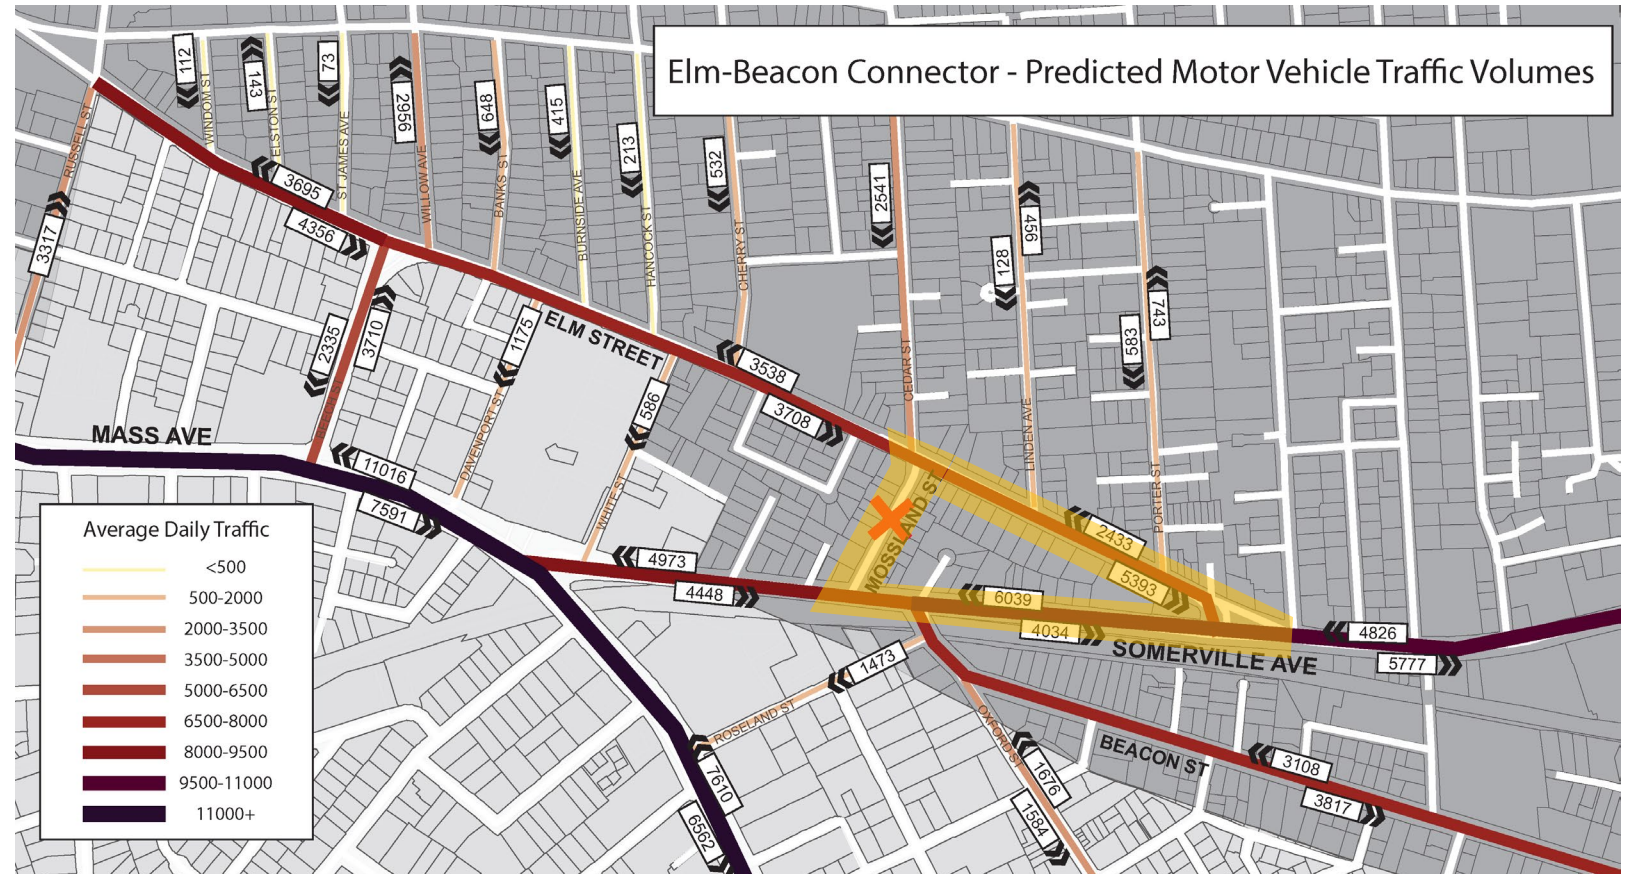 Elm-Beacon Connector - Predicted Motor Vehicle Traffic Volumes
112
143
73
2956
648
415
213
532
2541
128
456
583
743
WINDOM ST
ELSTON ST
ST JAMES AVE
WILLOW AVE
BANKS ST
BURNSIDE AVE
HANCOCK ST
CHERRY ST
CEDAR ST
LINDEN AVE
PORTER ST
RUSSELL ST
3317
3695
4356
2335
3710
BEECH ST
1175
DAVENPORT ST
586
WHITE ST
ELM STREET
3538
3708
MASS AVE
11016
7591
4973
4448
MOSSLAND ST
2433
5393
6039
4034
SOMERVILLE AVE
4826
5777
1473
ROSELAND ST
7610
6562
OXFORD ST
1676
1584
BEACON ST
3108
3817
Average Daily Traffic
<500
500-2000
2000-3500
3500-5000
5000-6500
6500-8000
8000-9500
9500-11000
11000+